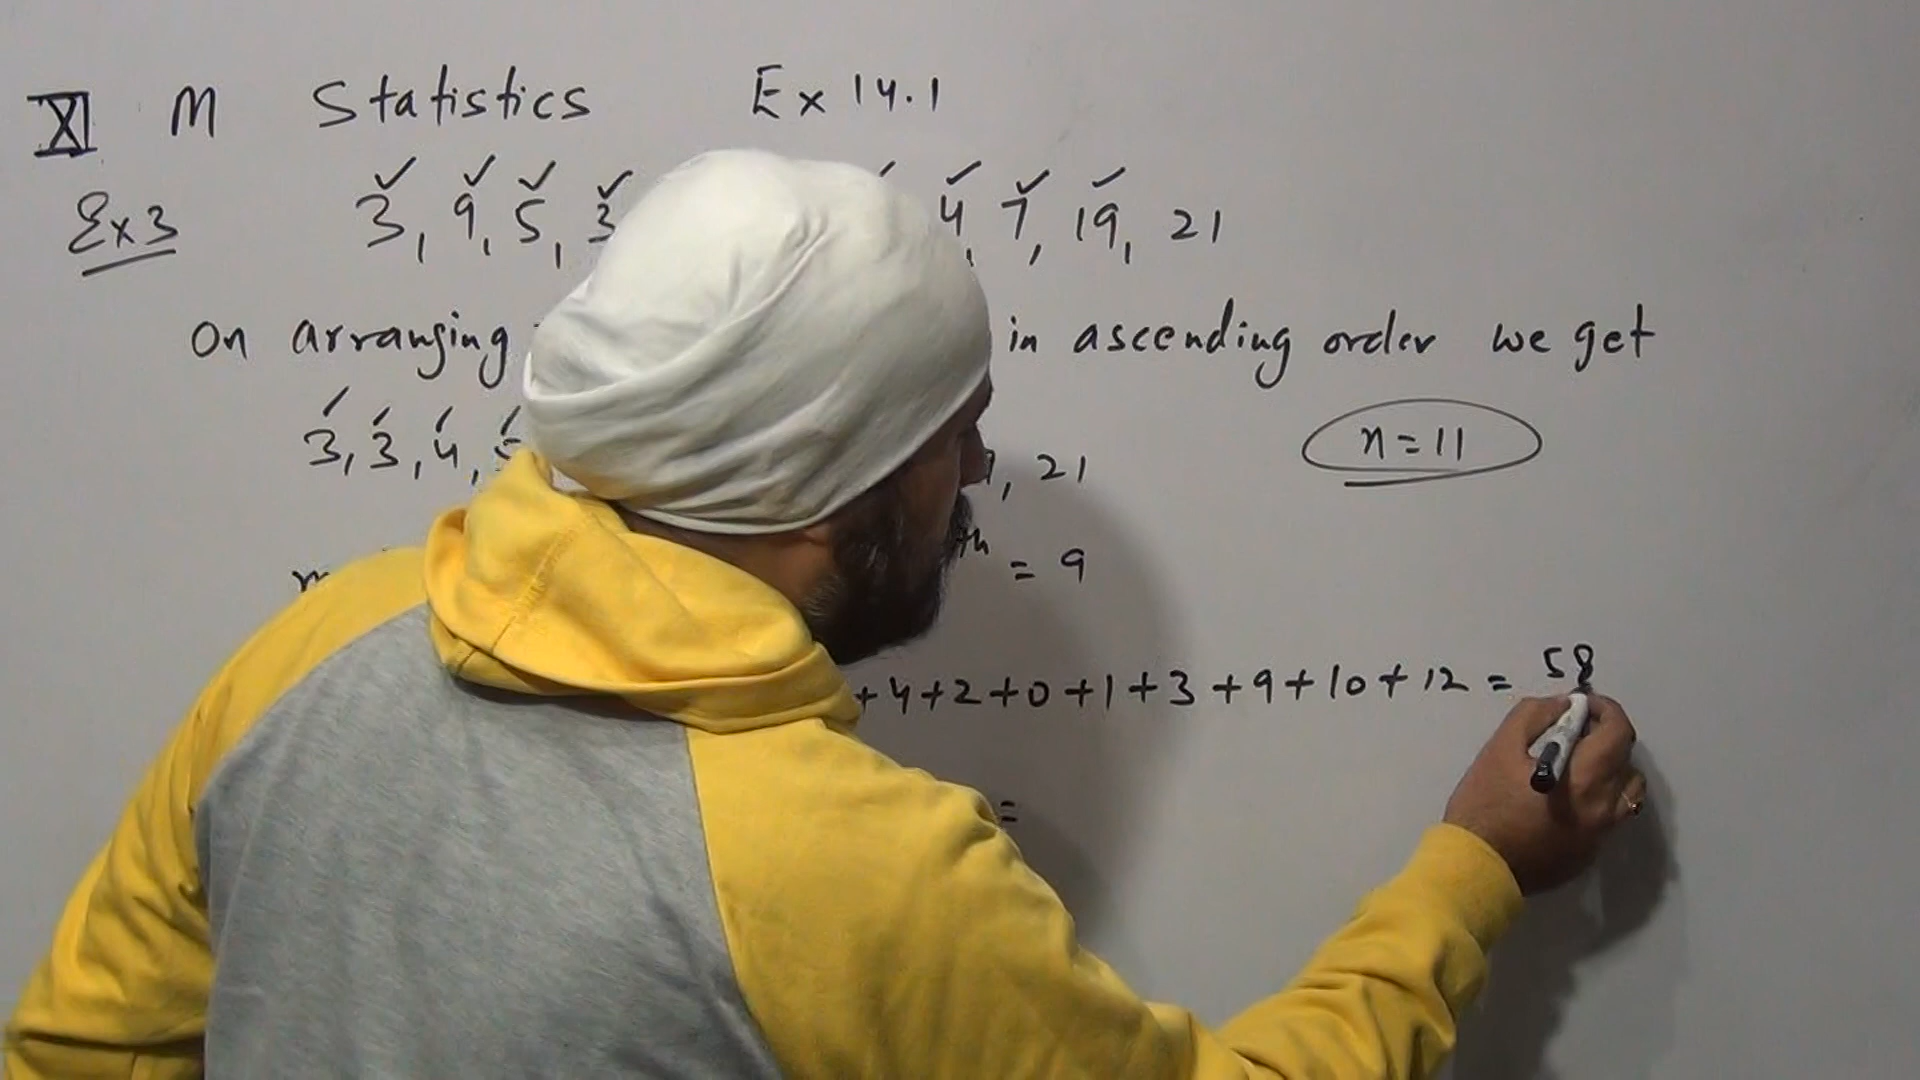 XI M Statistics Ex 14.1
Ex 3 3, 9, 5, 3 4, 7, 19, 21
On arranging in ascending order we get
3, 3, 4, 21
n = 11
th = 9
+ 4 + 2 + 0 + 1 + 3 + 9 + 10 + 12 = 58
=